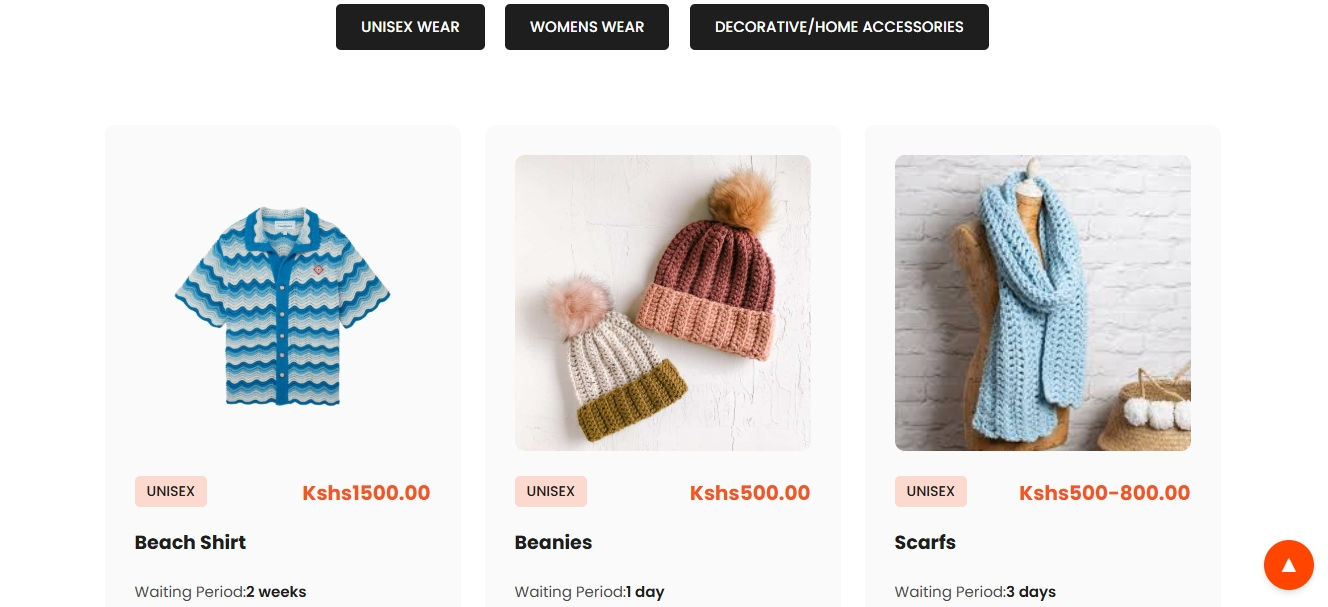 UNISEX WEAR
WOMENS WEAR
DECORATIVE/HOME ACCESSORIES
UNISEX
Kshs1500.00
Beach Shirt
Waiting Period:2 weeks
UNISEX
Kshs500.00
Beanies
Waiting Period:1 day
UNISEX
Kshs500-800.00
Scarfs
Waiting Period:3 days